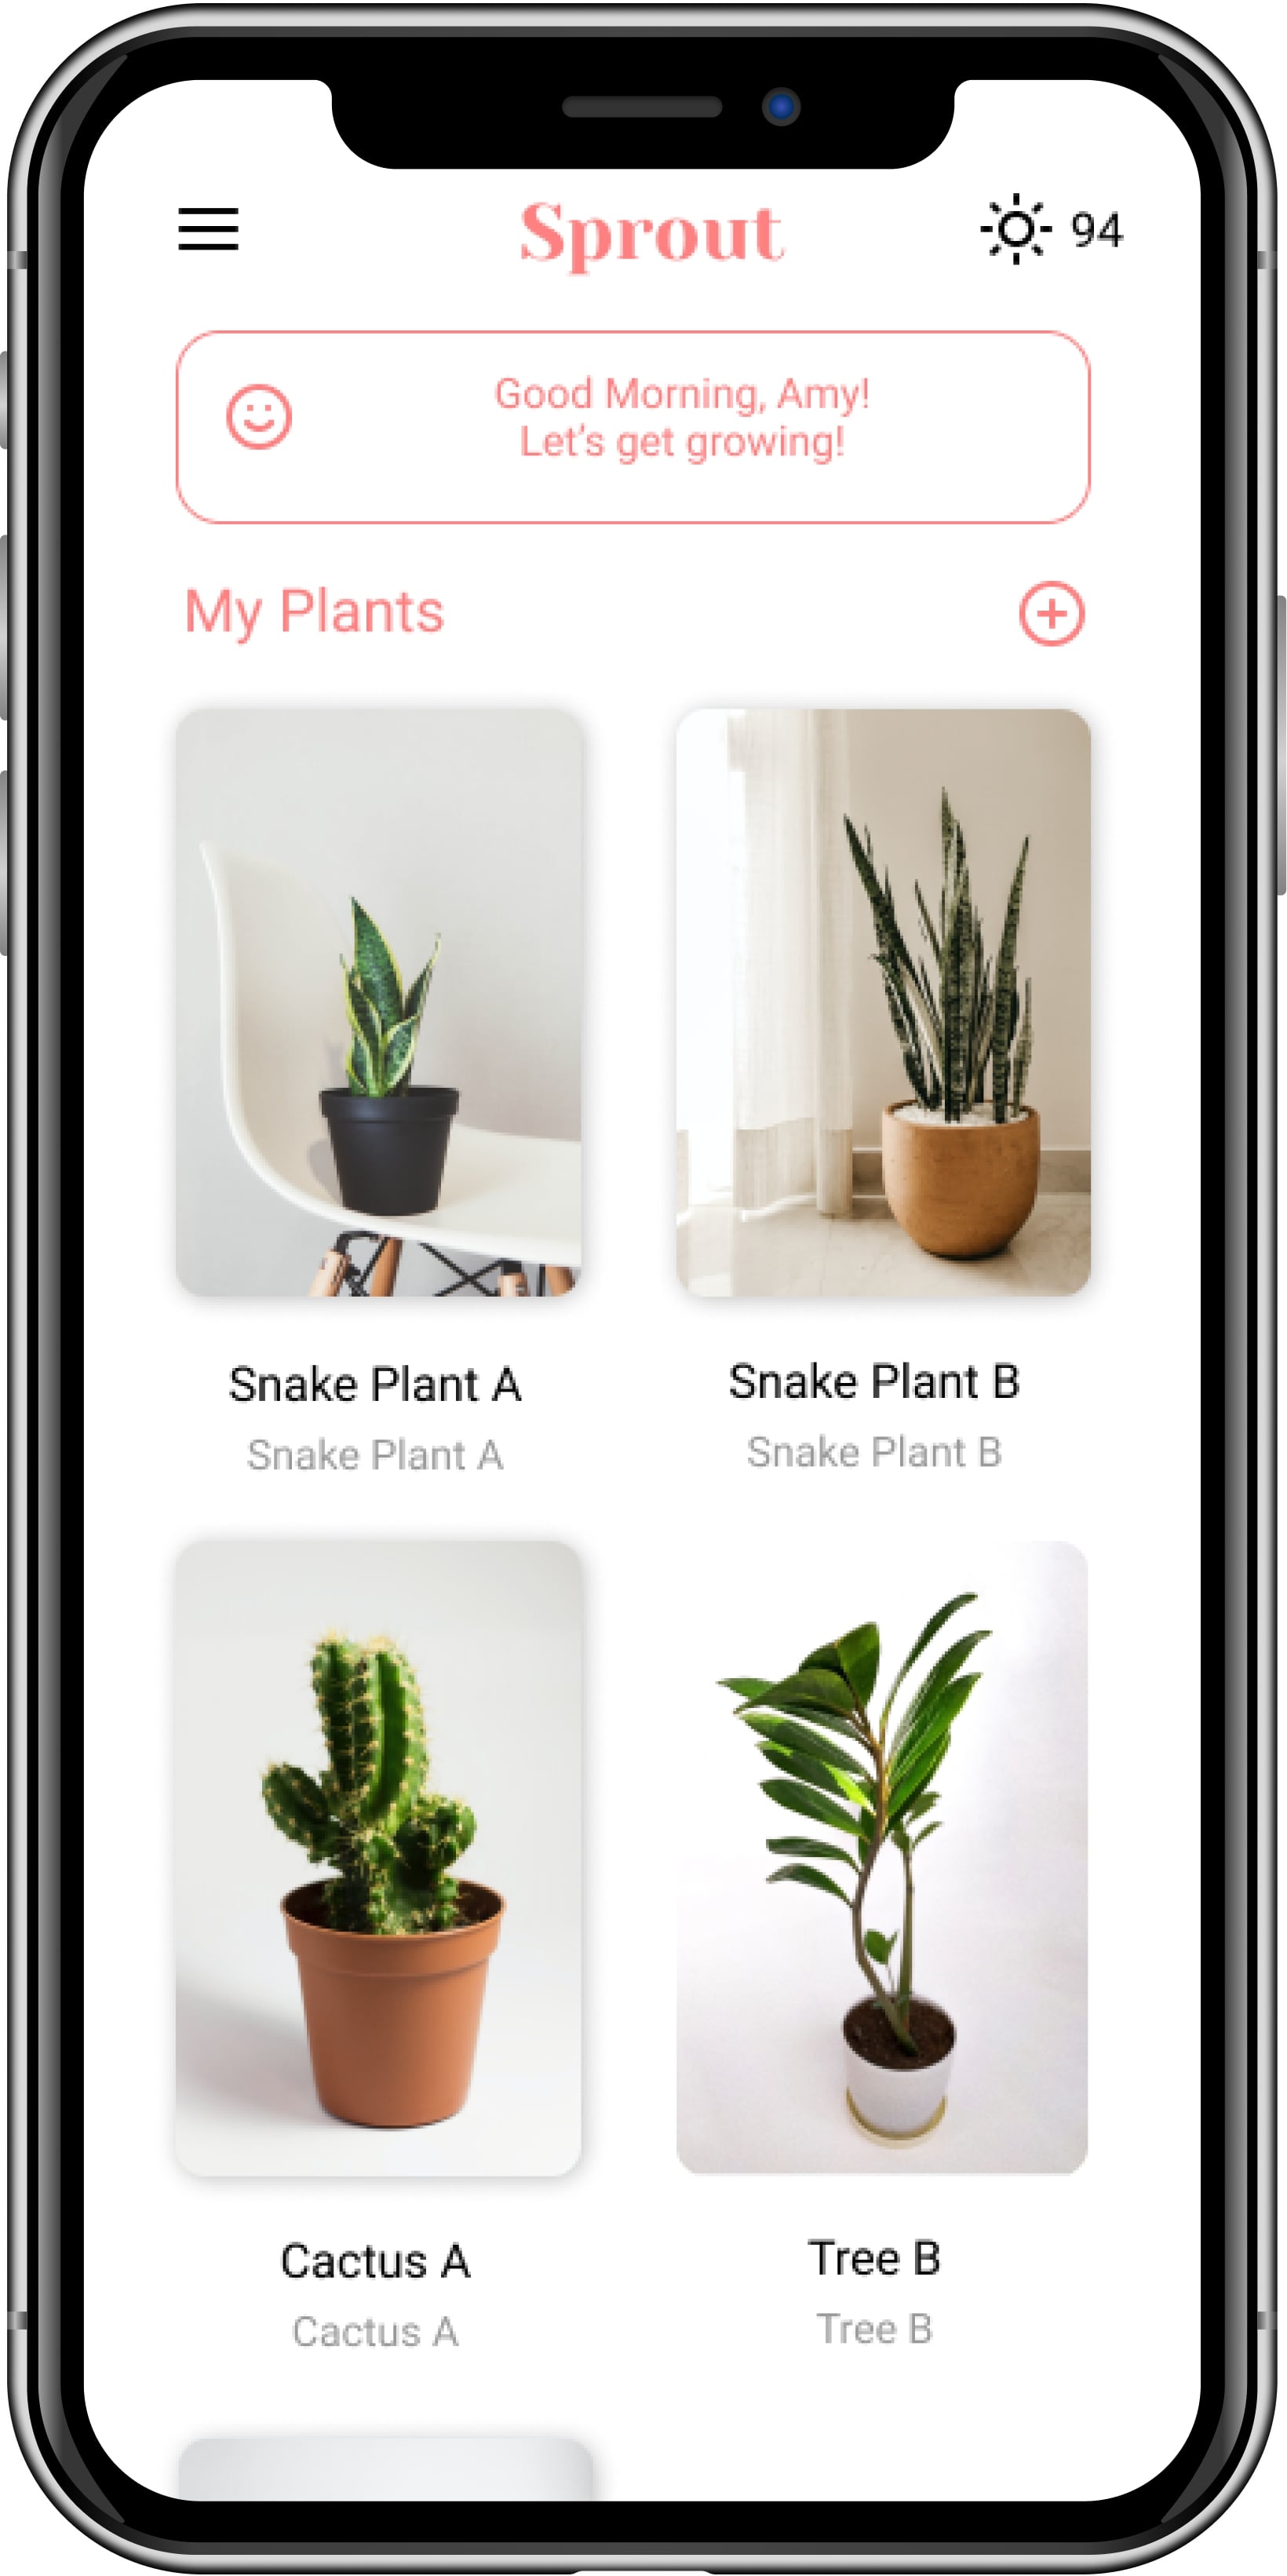 Sprout
94
Good Morning, Amy!
Let's get growing!
My Plants
Snake Plant A
Snake Plant B
Snake Plant A
Snake Plant B
Cactus A
Tree B
Cactus A
Tree B